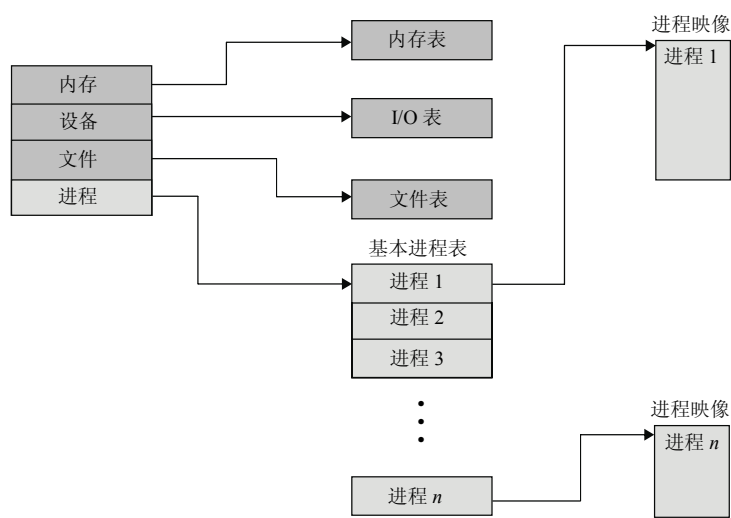 内存
设备
文件
进程
内存表
I/O 表
文件表
基本进程表
进程 1
进程 2
进程 3
进程 n
进程映像
进程 1
进程映像
进程 n